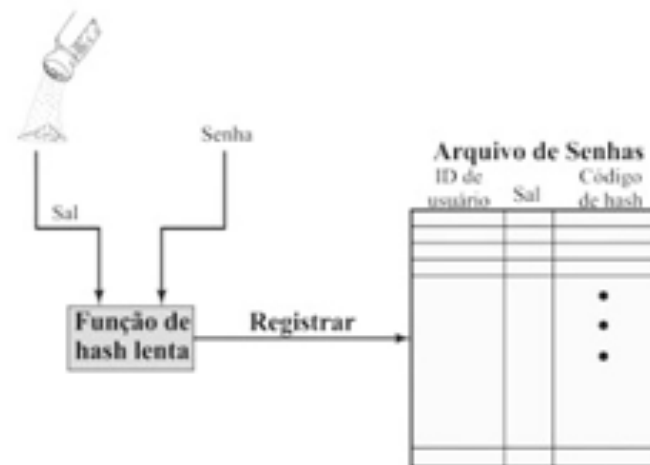 Senha
Sal
Função de
hash lenta
Registrar
Arquivo de Senhas
ID de
usuário
Sal
Código
de hash